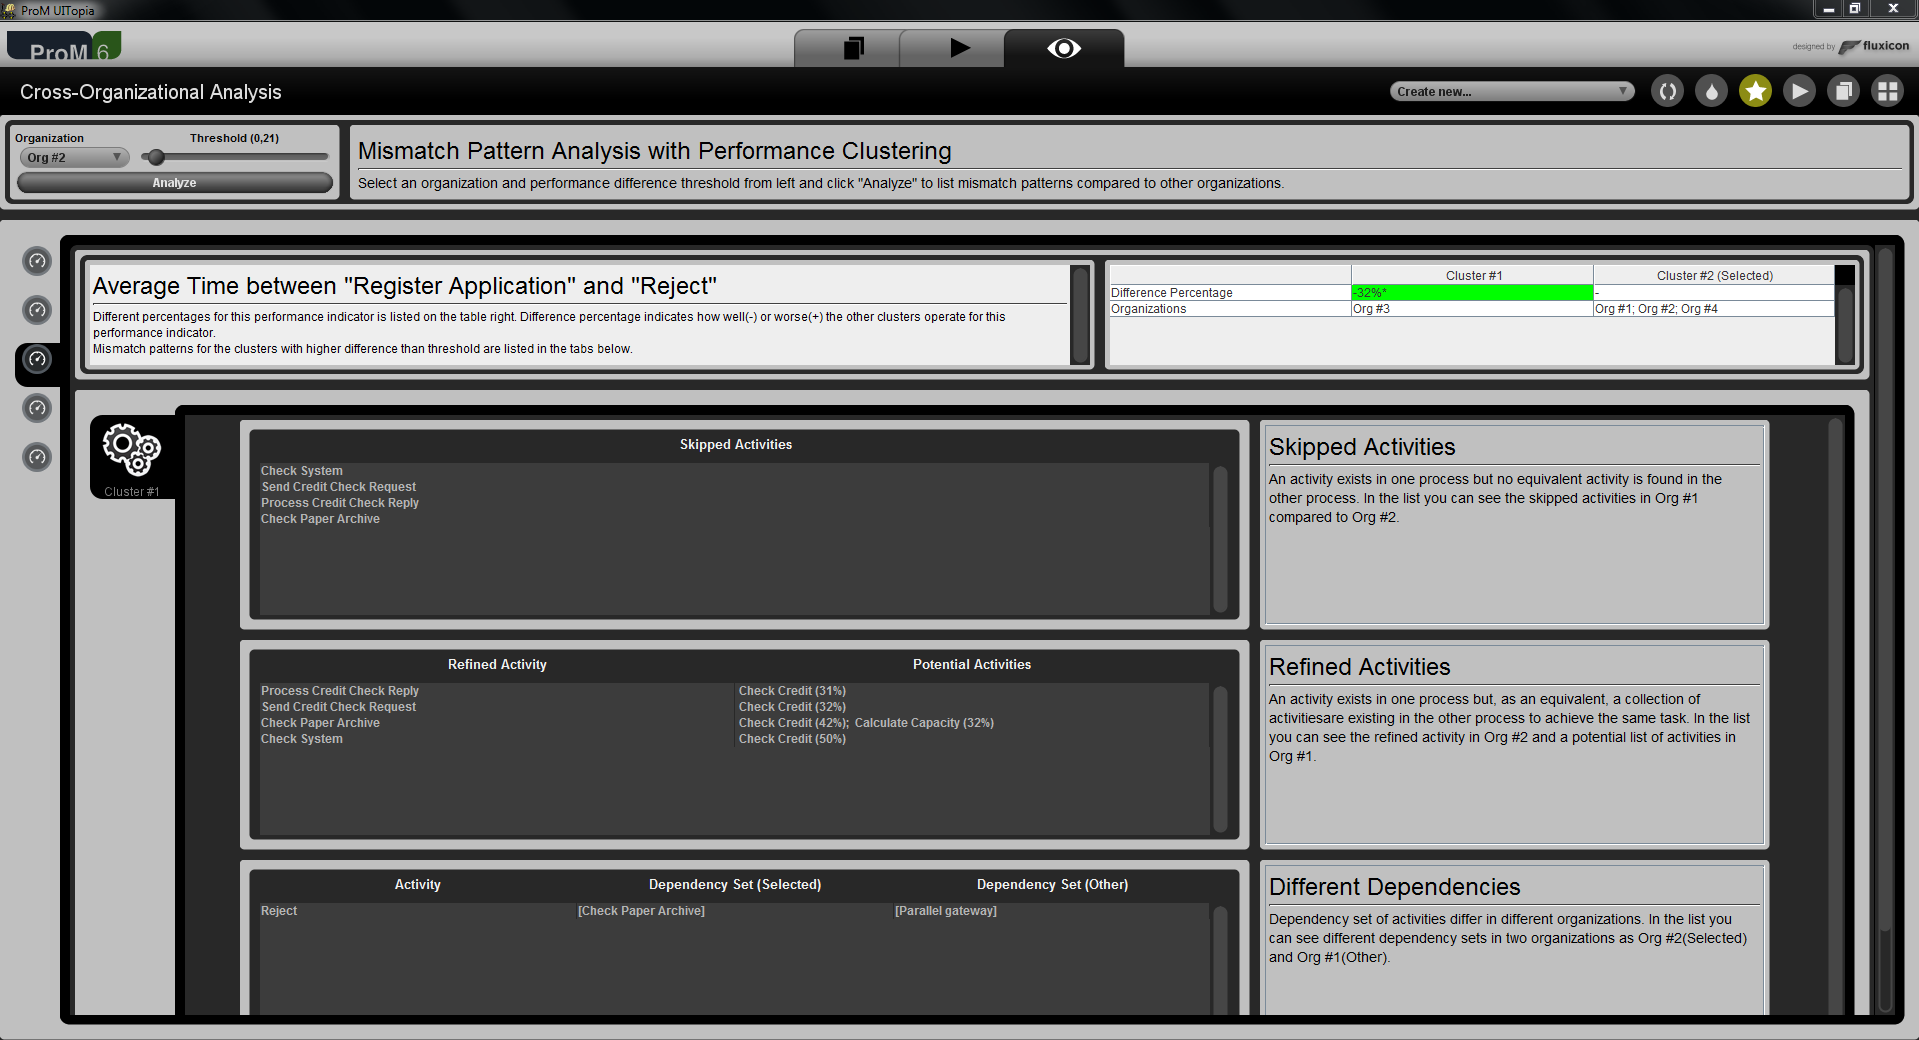 ProM UITopia
ProM 6
designed by fluxicon
Cross-Organizational Analysis
Create new...
Organization
Threshold (0,21)
Org #2
Analyze
Mismatch Pattern Analysis with Performance Clustering
Select an organization and performance difference threshold from left and click "Analyze" to list mismatch patterns compared to other organizations.
Average Time between "Register Application" and "Reject"
Different percentages for this performance indicator is listed on the table right. Difference percentage indicates how well(-) or worse(+) the other clusters operate for this
performance indicator.
Mismatch patterns for the clusters with higher difference than threshold are listed in the tabs below.
Cluster #1 Cluster #2 (Selected)
Difference Percentage -32%* -
Organizations Org #3 Org #1; Org #2; Org #4
Cluster #1
Skipped Activities
Check System
Send Credit Check Request
Process Credit Check Reply
Check Paper Archive
Skipped Activities
An activity exists in one process but no equivalent activity is found in the
other process. In the list you can see the skipped activities in Org #1
compared to Org #2.
Refined Activity Potential Activities
Process Credit Check Reply Check Credit (31%)
Send Credit Check Request Check Credit (32%)
Check Paper Archive Check Credit (42%); Calculate Capacity (32%)
Check System Check Credit (50%)
Refined Activities
An activity exists in one process but, as an equivalent, a collection of
activitiesare existing in the other process to achieve the same task. In the list
you can see the refined activity in Org #2 and a potential list of activities in
Org #1.
Activity Dependency Set (Selected) Dependency Set (Other)
Reject [Check Paper Archive] [Parallel gateway]
Different Dependencies
Dependency set of activities differ in different organizations. In the list you
can see different dependency sets in two organizations as Org #2(Selected)
and Org #1(Other).